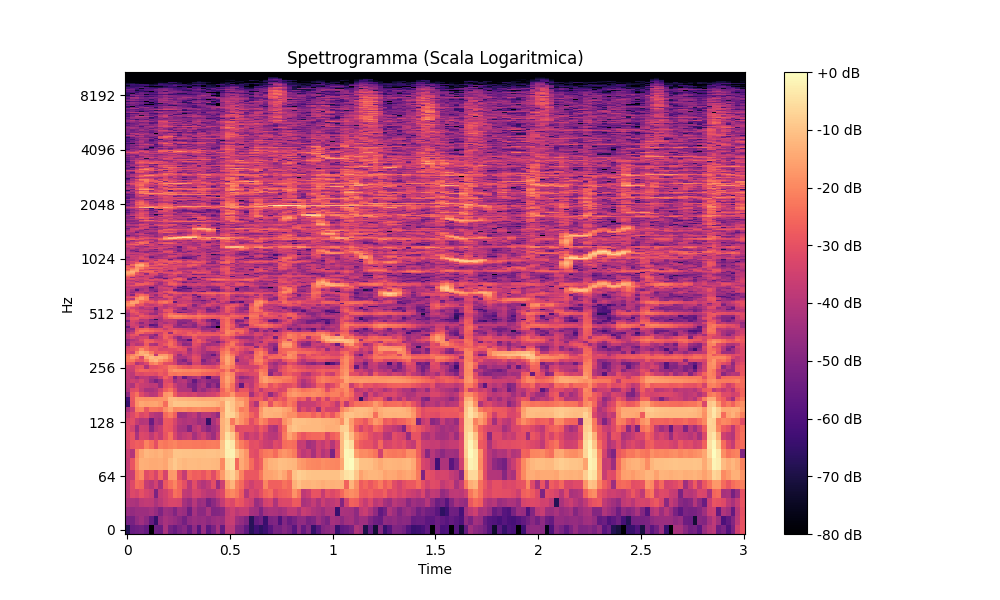 Spettrogramma (Scala Logaritmica)
8192
4096
2048
1024
512
256
128
64
0
Hz
0
0.5
1
1.5
2
2.5
3
Time
+0 dB
-10 dB
-20 dB
-30 dB
-40 dB
-50 dB
-60 dB
-70 dB
-80 dB